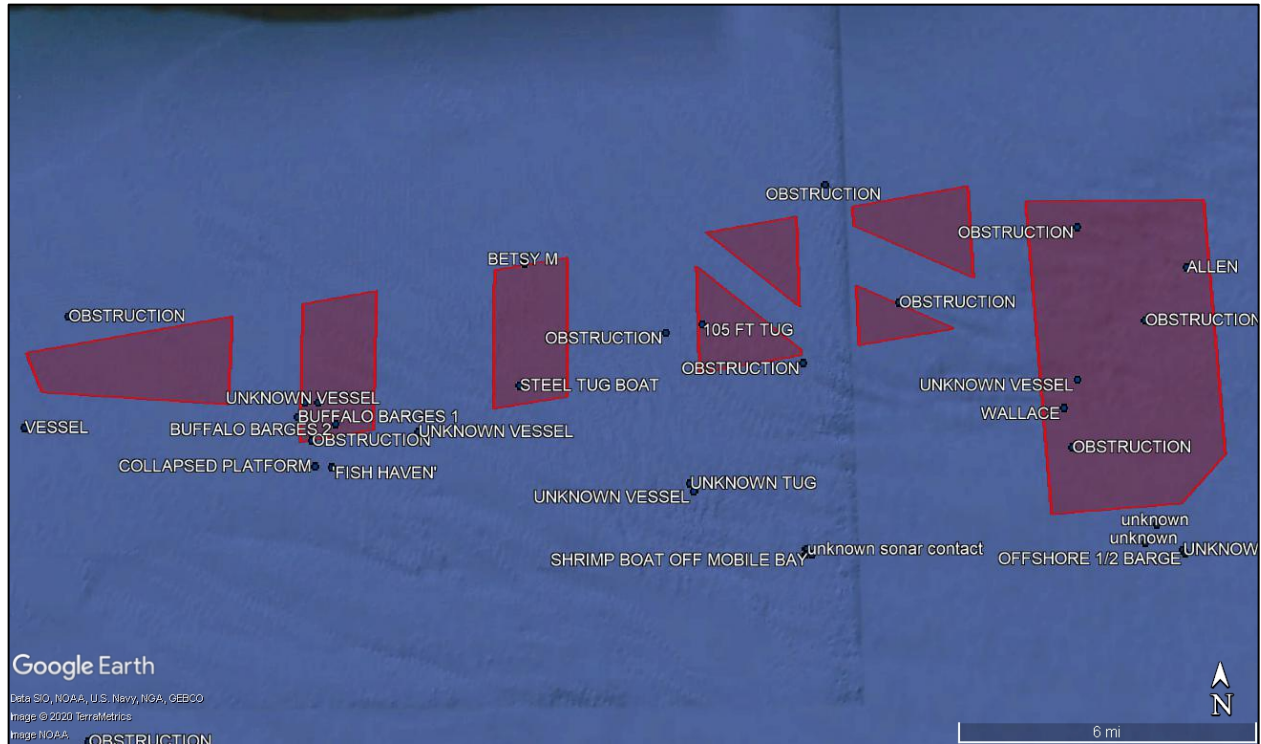 OBSTRUCTION
OBSTRUCTION
ALLEN
BETSY M
OBSTRUCTION
OBSTRUCTION
OBSTRUCTION
105 FT TUG
OBSTRUCTION
OBSTRUCTION
STEEL TUG BOAT
UNKNOWN VESSEL
UNKNOWN VESSEL
WALLACE
BUFFALO BARGES 1
VESSEL
BUFFALO BARGES 2
UNKNOWN VESSEL
OBSTRUCTION
OBSTRUCTION
COLLAPSED PLATFORM
FISH HAVEN'
UNKNOWN TUG
UNKNOWN VESSEL
unknown
unknown
unknown sonar contact
UNKNOW
SHRIMP BOAT OFF MOBILE BAY
OFFSHORE 1/2 BARGE
Google Earth
Data SIO, NOAA, U.S. Navy, NGA, GEBCO
Image © 2020 TerraMetrics
Image NOAA
N
6 mi
OBSTRUCTION